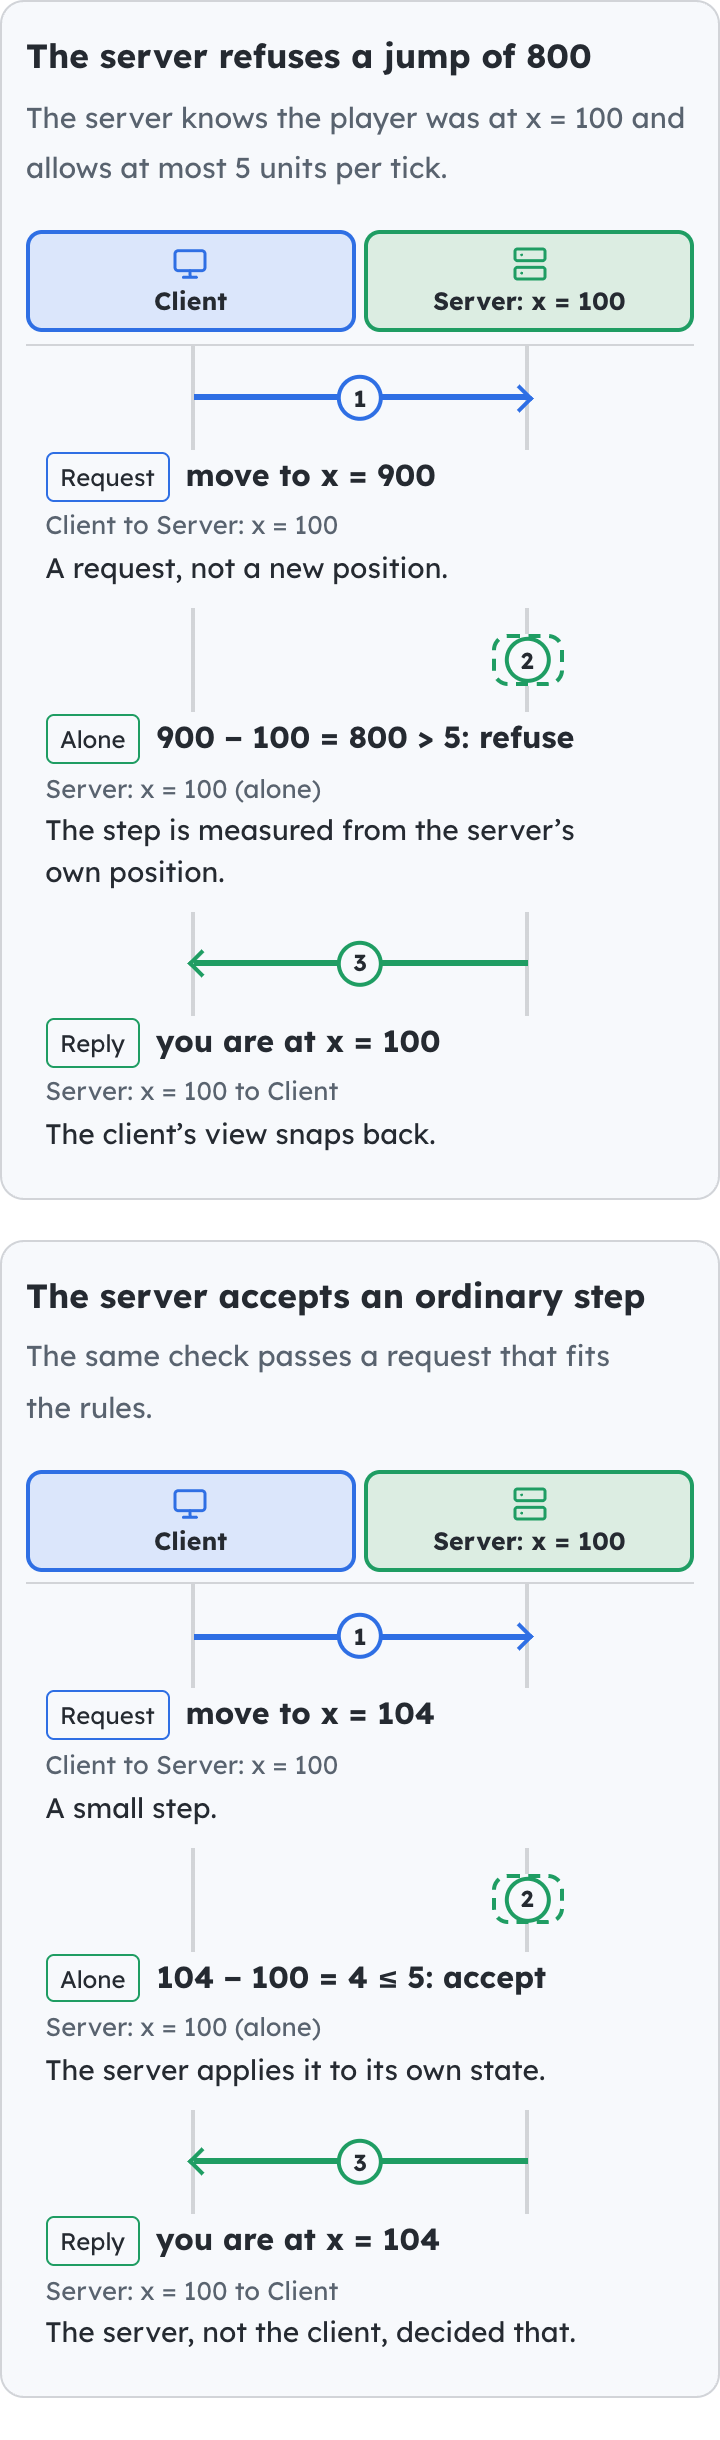 The server refuses a jump of 800
The server knows the player was at x = 100 and
allows at most 5 units per tick.
Client
Server: x = 100
1
Request
move to x = 900
Client to Server: x = 100
A request, not a new position.
2
Alone
900 − 100 = 800 > 5: refuse
Server: x = 100 (alone)
The step is measured from the server’s
own position.
3
Reply
you are at x = 100
Server: x = 100 to Client
The client’s view snaps back.
The server accepts an ordinary step
The same check passes a request that fits
the rules.
Client
Server: x = 100
1
Request
move to x = 104
Client to Server: x = 100
A small step.
2
Alone
104 − 100 = 4 ≤ 5: accept
Server: x = 100 (alone)
The server applies it to its own state.
3
Reply
you are at x = 104
Server: x = 100 to Client
The server, not the client, decided that.